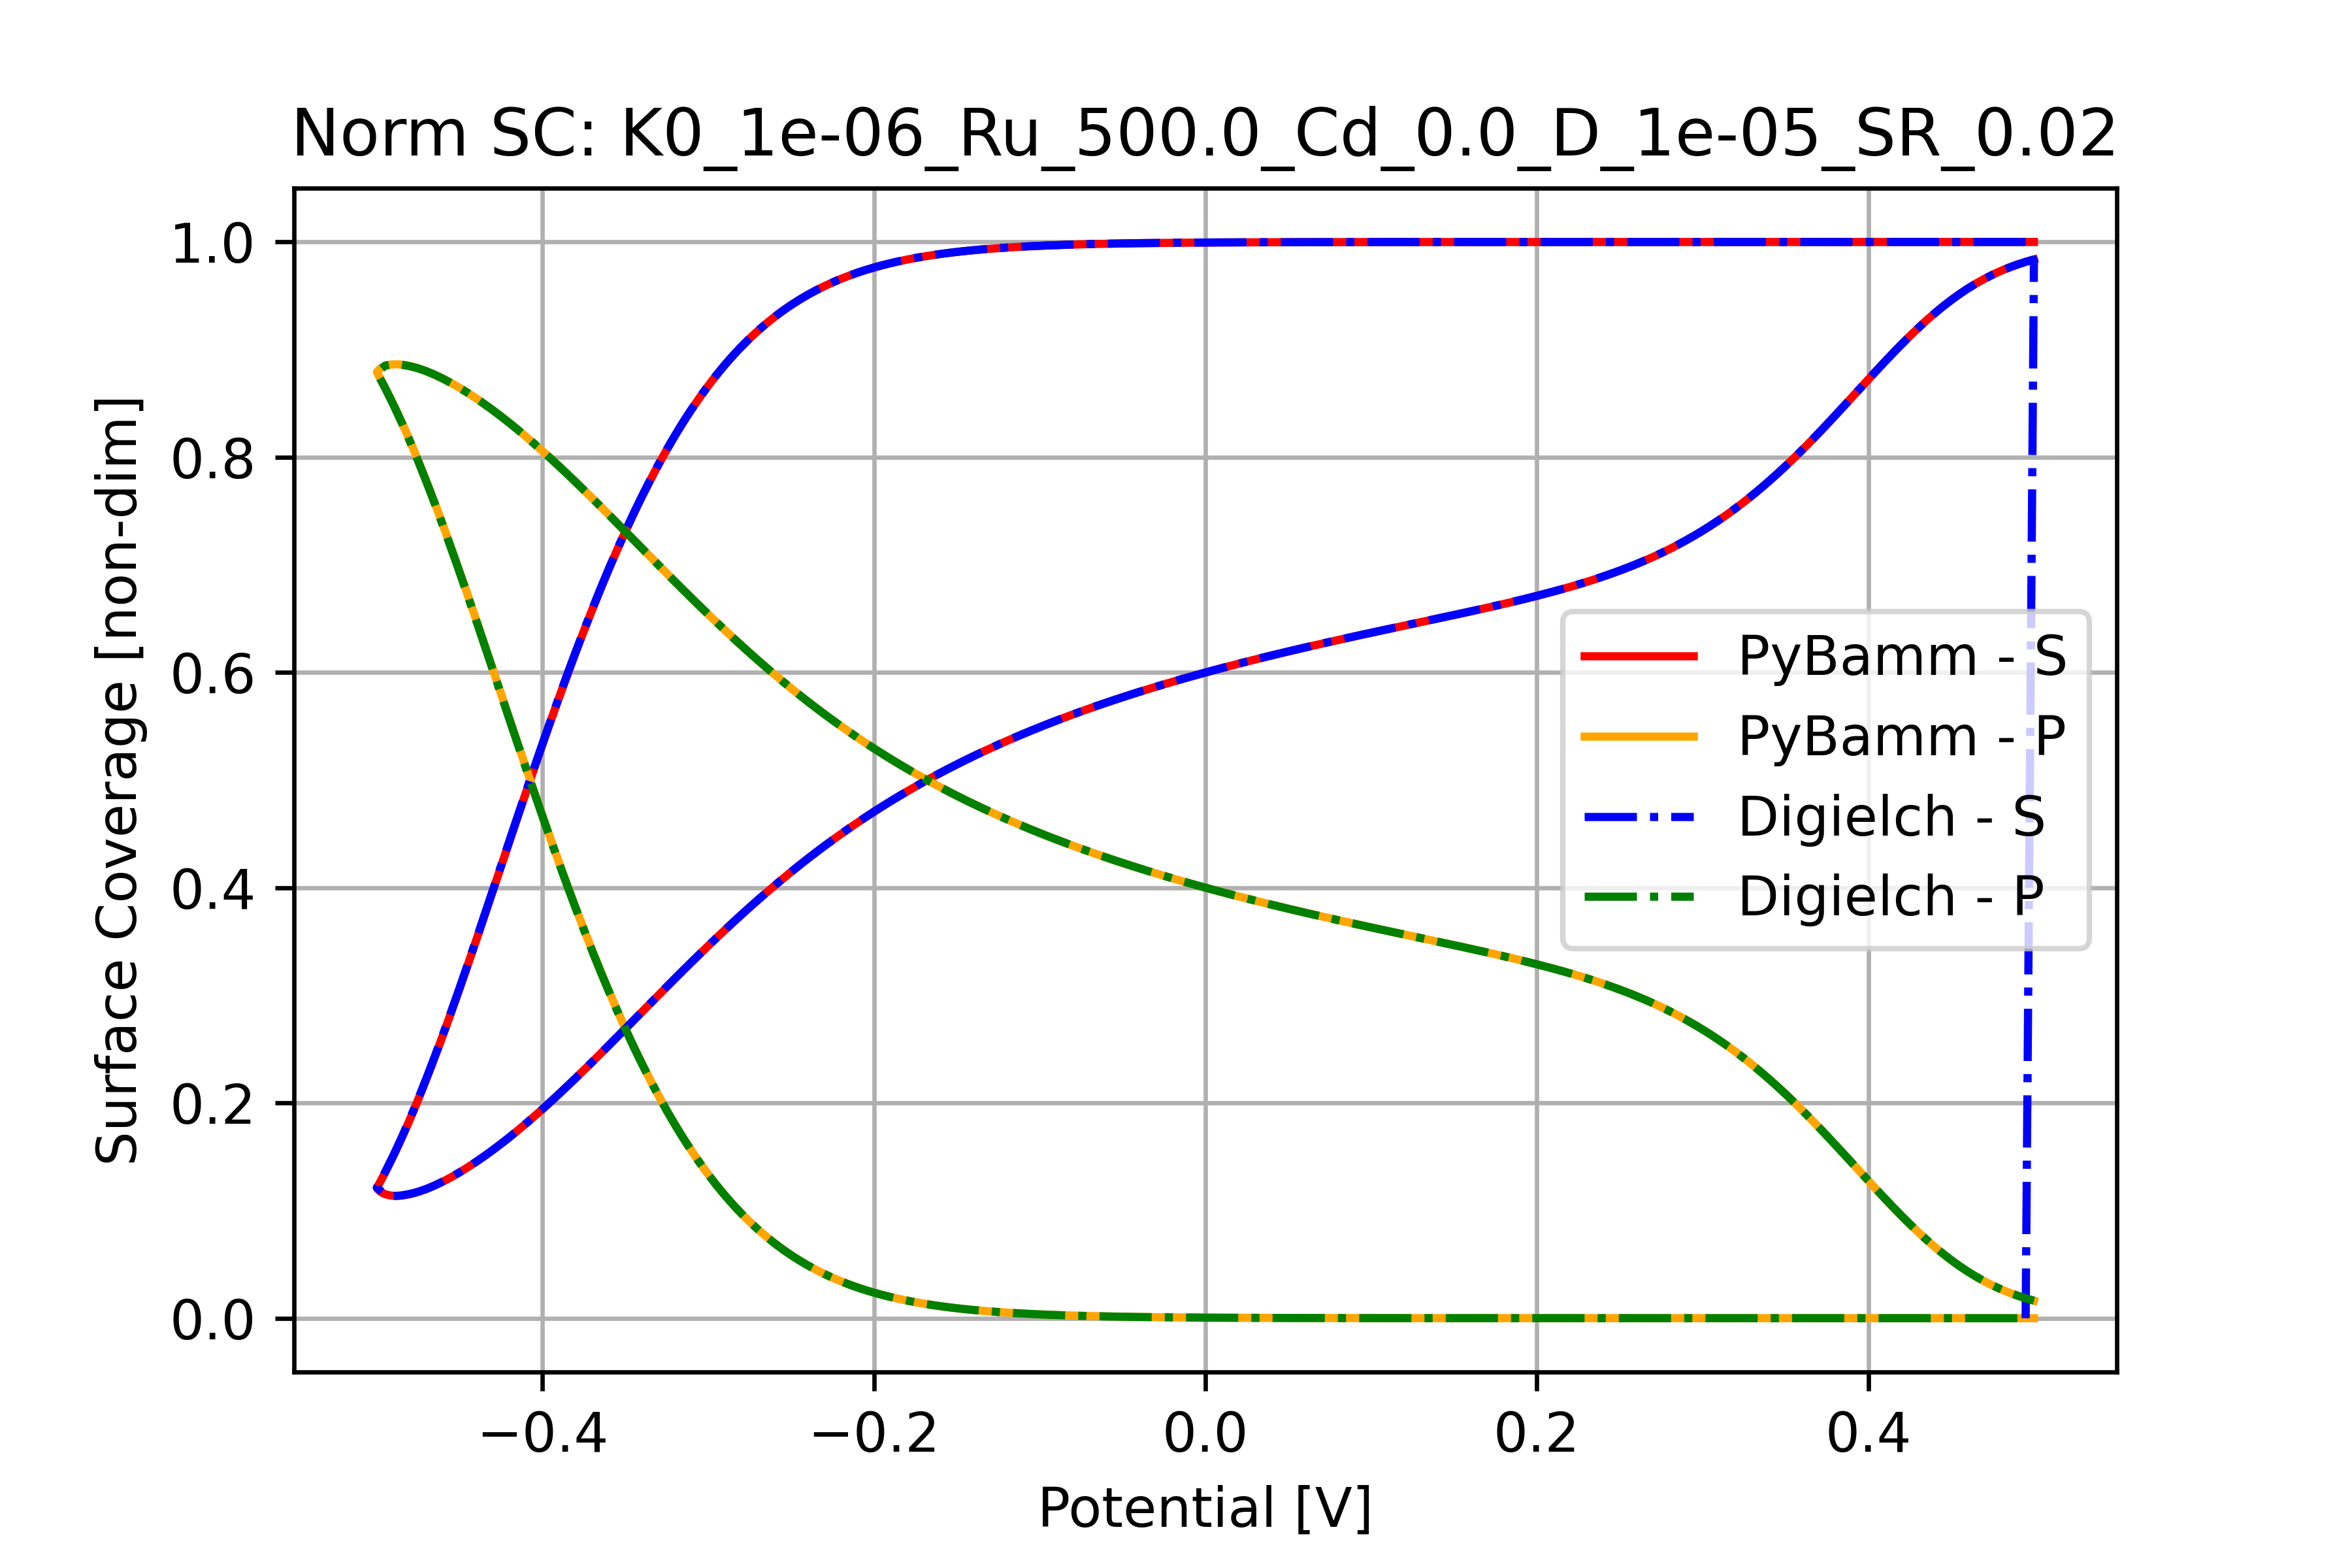 Norm SC: K0_1e-06_Ru_500.0_Cd_0.0_D_1e-05_SR_0.02
Surface Coverage [non-dim]
1.0
0.8
0.6
0.4
0.2
0.0
PyBamm - S
PyBamm - P
Digielch - S
Digielch - P
−0.4
−0.2
0.0
0.2
0.4
Potential [V]